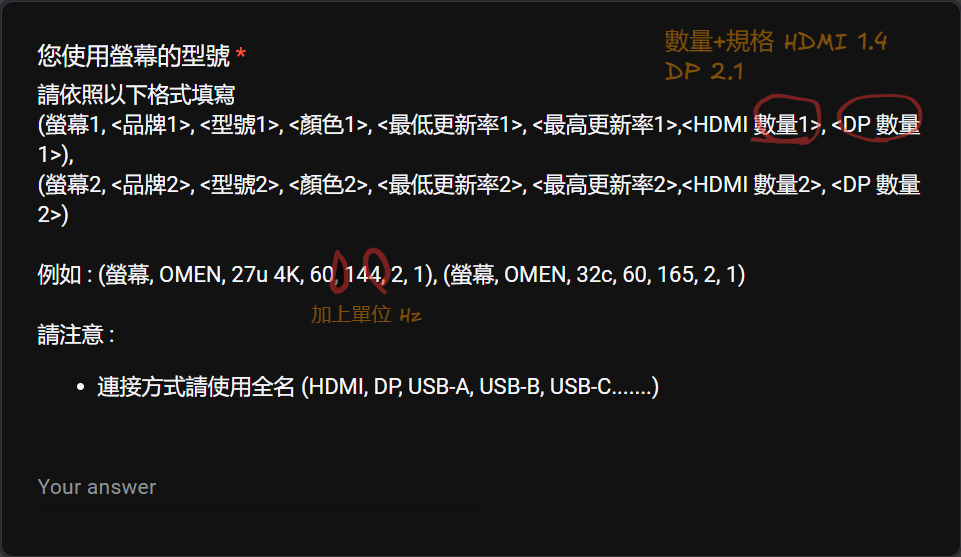 您使用螢幕的型號 *
數量+規格 HDMI 1.4
DP 2.1
請依照以下格式填寫
(螢幕1, <品牌1>, <型號1>, <顏色1>, <最低更新率1>, <最高更新率1>,<HDMI 數量1>, <DP 數量
1>),
(螢幕2, <品牌2>, <型號2>, <顏色2>, <最低更新率2>, <最高更新率2>,<HDMI 數量2>, <DP 數量
2>)
例如 : (螢幕, OMEN, 27u 4K, 60, 144, 2, 1), (螢幕, OMEN, 32c, 60, 165, 2, 1)
加上單位 Hz
請注意 :
• 連接方式請使用全名 (HDMI, DP, USB-A, USB-B, USB-C.......)
Your answer